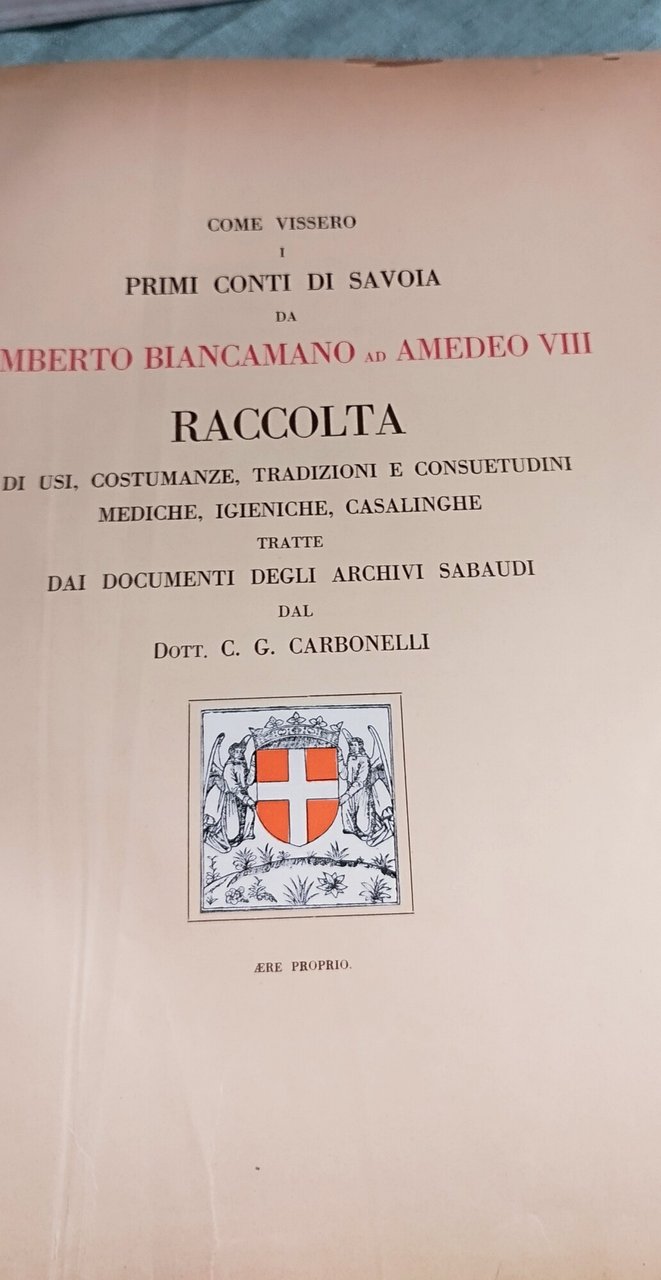 COME VISSERO
I
PRIMI CONTI DI SAVOIA
DA
MBERTO BIANCAMANO AD AMEDEO VIII
RACCOLTA
DI USI, COSTUMANZE, TRADIZIONI E CONSUETUDINI
MEDICHE, IGIENICHE, CASALINGHE
TRATTE
DAI DOCUMENTI DEGLI ARCHIVI SABAUDI
DAL
DOTT. C. G. CARBONELLI
ÆRE PROPRIO.